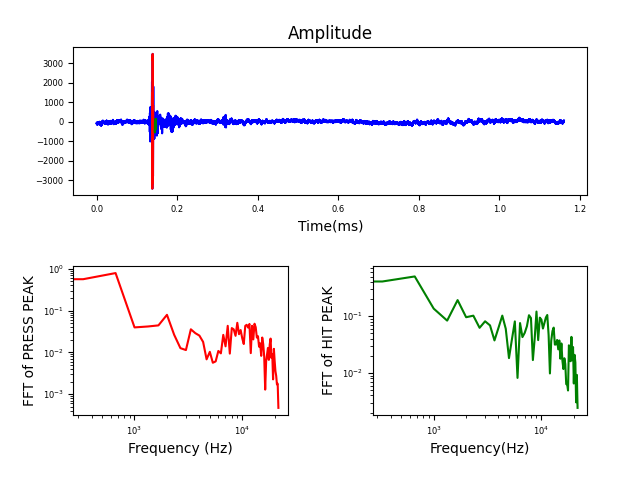 Amplitude
3000
2000
1000
0
−1000
−2000
−3000
0.0 0.2 0.4 0.6 0.8 1.0 1.2
Time(ms)
FFT of PRESS PEAK
10⁰
10⁻¹
10⁻²
10⁻³
10³ 10⁴
Frequency (Hz)
FFT of HIT PEAK
10⁻¹
10⁻²
10³ 10⁴
Frequency(Hz)